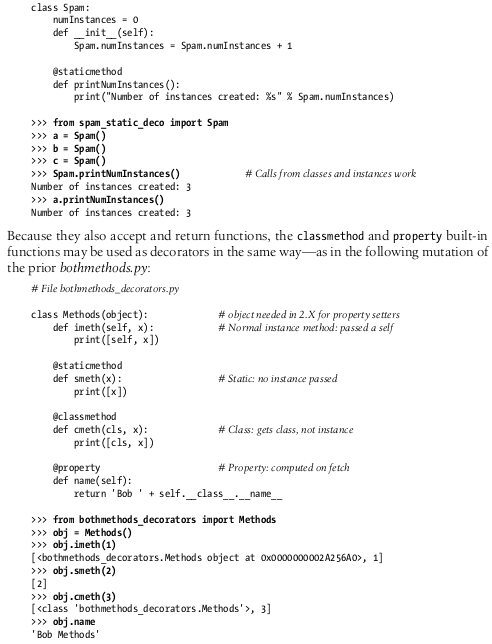 class Spam:
    numInstances = 0
    def __init__(self):
        Spam.numInstances = Spam.numInstances + 1

    @staticmethod
    def printNumInstances():
        print("Number of instances created: %s" % Spam.numInstances)

>>> from spam_static_deco import Spam
>>> a = Spam()
>>> b = Spam()
>>> c = Spam()
>>> Spam.printNumInstances()          # Calls from classes and instances work
Number of instances created: 3
>>> a.printNumInstances()
Number of instances created: 3
Because they also accept and return functions, the classmethod and property built-in
functions may be used as decorators in the same way—as in the following mutation of
the prior bothmethods.py:
# File bothmethods_decorators.py

class Methods(object):          # object needed in 2.X for property setters
    def imeth(self, x):         # Normal instance method: passed a self
        print([self, x])

    @staticmethod
    def smeth(x):               # Static: no instance passed
        print([x])

    @classmethod
    def cmeth(cls, x):          # Class: gets class, not instance
        print([cls, x])

    @property                   # Property: computed on fetch
    def name(self):
        return 'Bob ' + self.__class__.__name__

>>> from bothmethods_decorators import Methods
>>> obj = Methods()
>>> obj.imeth(1)
[<bothmethods_decorators.Methods object at 0x0000000002A256A0>, 1]
>>> obj.smeth(2)
[2]
>>> obj.cmeth(3)
[<class 'bothmethods_decorators.Methods'>, 3]
>>> obj.name
'Bob Methods'